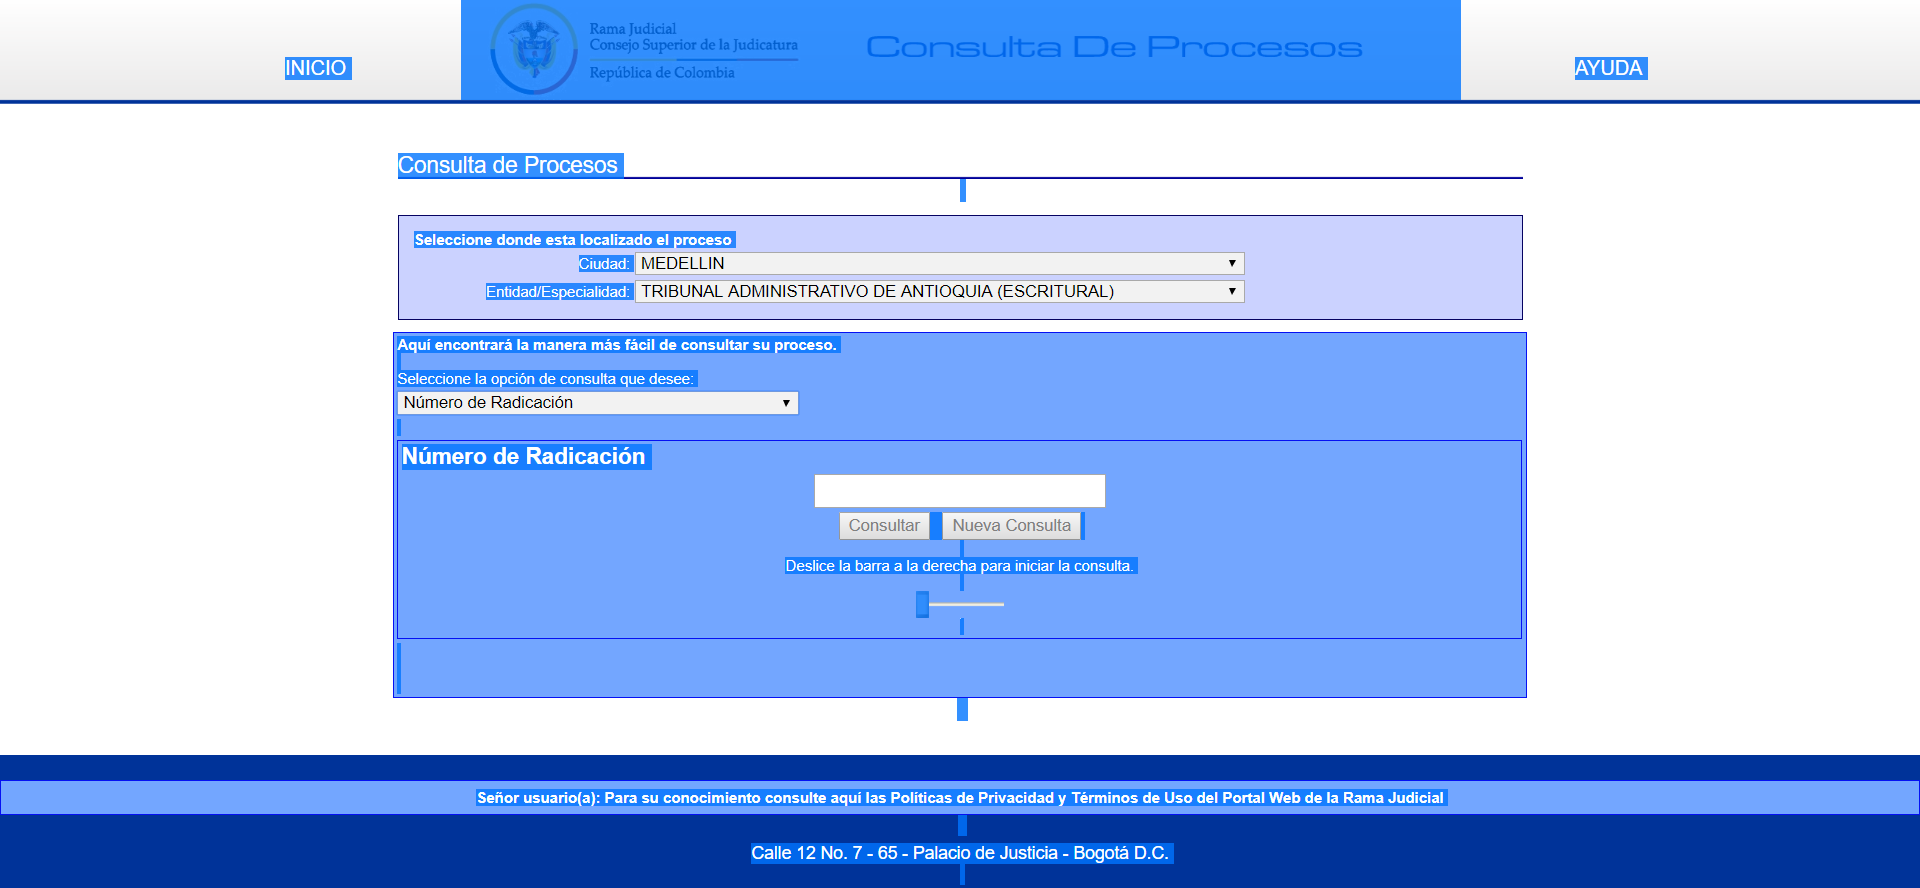 INICIO
Rama Judicial
Consejo Superior de la Judicatura
República de Colombia
Consulta De Procesos
AYUDA
Consulta de Procesos
Seleccione donde esta localizado el proceso
Ciudad: MEDELLIN
Entidad/Especialidad: TRIBUNAL ADMINISTRATIVO DE ANTIOQUIA (ESCRITURAL)
Aquí encontrará la manera más fácil de consultar su proceso.
Seleccione la opción de consulta que desee:
Número de Radicación
Número de Radicación
Consultar Nueva Consulta
Deslice la barra a la derecha para iniciar la consulta.
Señor usuario(a): Para su conocimiento consulte aquí las Políticas de Privacidad y Términos de Uso del Portal Web de la Rama Judicial
Calle 12 No. 7 - 65 - Palacio de Justicia - Bogotá D.C.